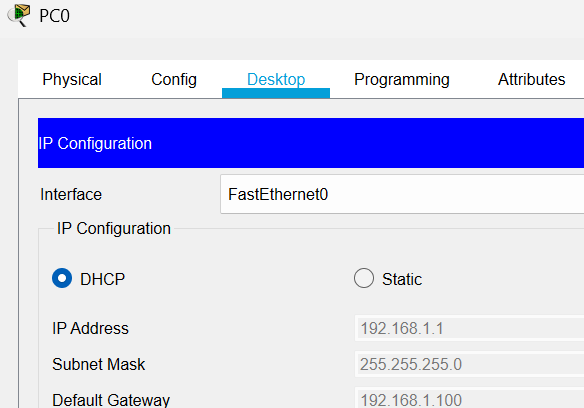 PC0
Physical Config Desktop Programming Attributes
IP Configuration
Interface FastEthernet0
IP Configuration
DHCP Static
IP Address 192.168.1.1
Subnet Mask 255.255.255.0
Default Gateway 192.168.1.100